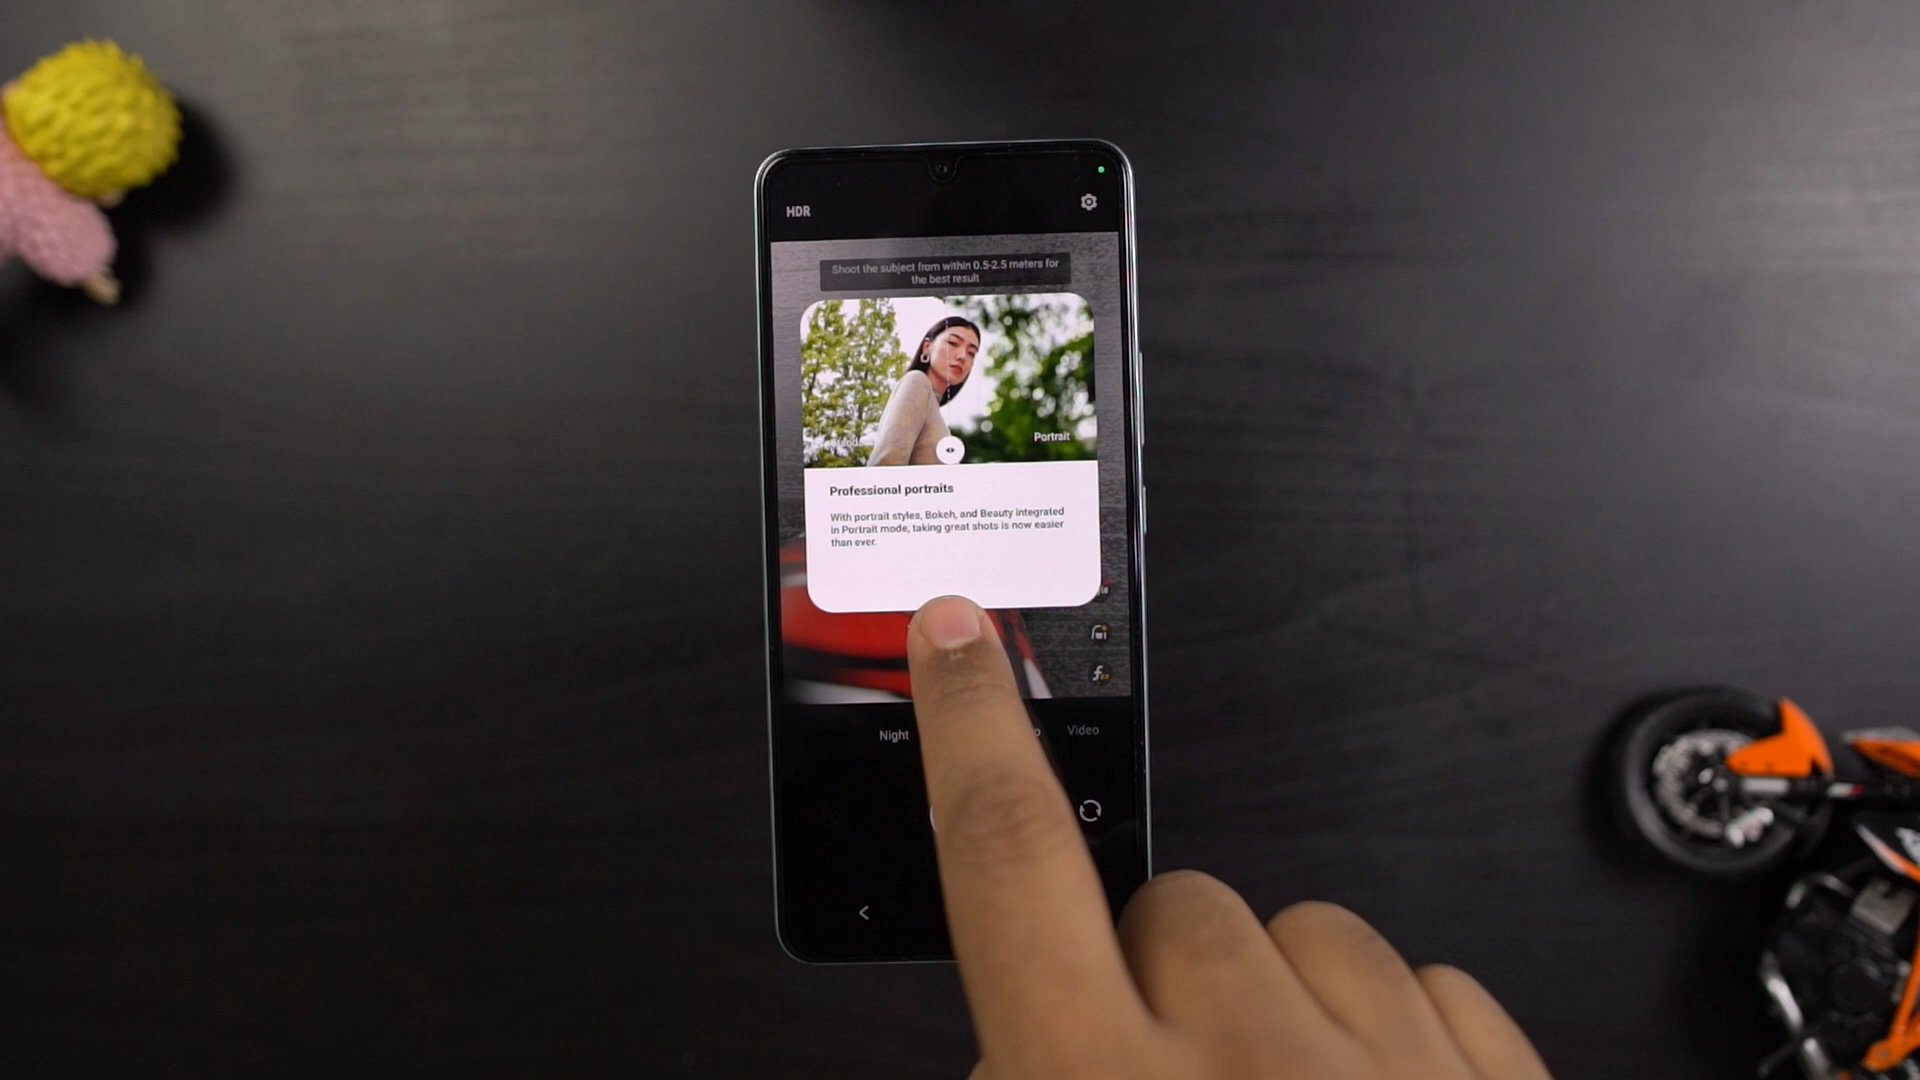 HDR
Shoot the subject from within 0.5-2.5 meters for
the best result
Portrait
Professional portraits
With portrait styles, Bokeh, and Beauty integrated
in Portrait mode, taking great shots is now easier
than ever.
Night
Video